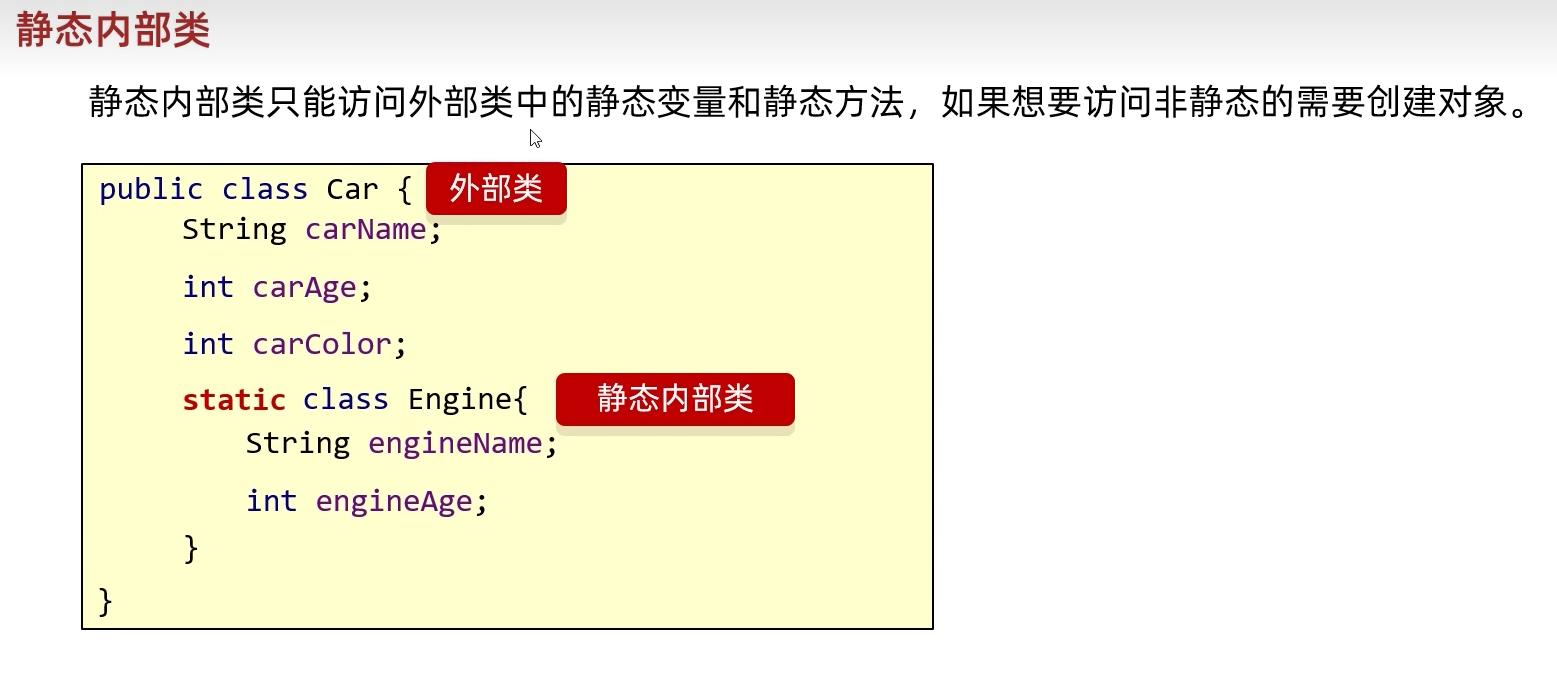 静态内部类
静态内部类只能访问外部类中的静态变量和静态方法，如果想要访问非静态的需要创建对象。
public class Car { 外部类
String carName;
int carAge;
int carColor;
static class Engine{ 静态内部类
String engineName;
int engineAge;
}
}